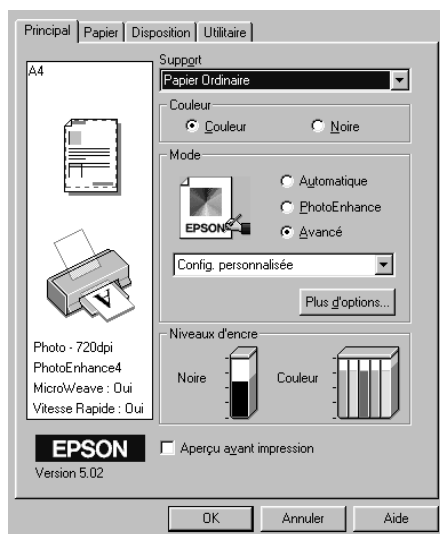 Principal Papier Disposition Utilitaire
A4
Support
Papier Ordinaire
Couleur
Couleur Noire
Mode
Automatique
PhotoEnhance
Avancé
EPSON
Config. personnalisée
Plus d'options...
Niveaux d'encre
Noire Couleur
Photo - 720dpi
PhotoEnhance4
MicroWeave : Oui
Vitesse Rapide : Oui
EPSON
Version 5.02
Aperçu avant impression
OK Annuler Aide